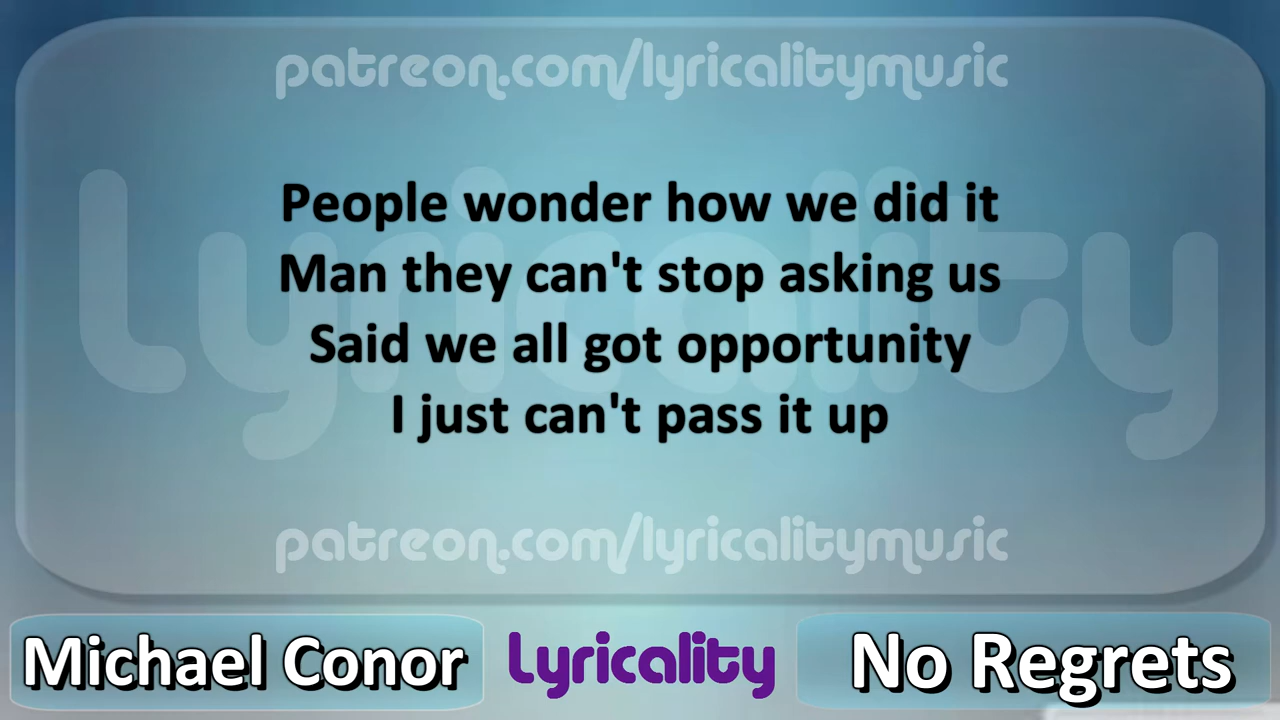 patreon.com/lyricalitymusic
Lyricality
People wonder how we did it
Man they can't stop asking us
Said we all got opportunity
I just can't pass it up
patreon.com/lyricalitymusic
Michael Conor
Lyricality
No Regrets